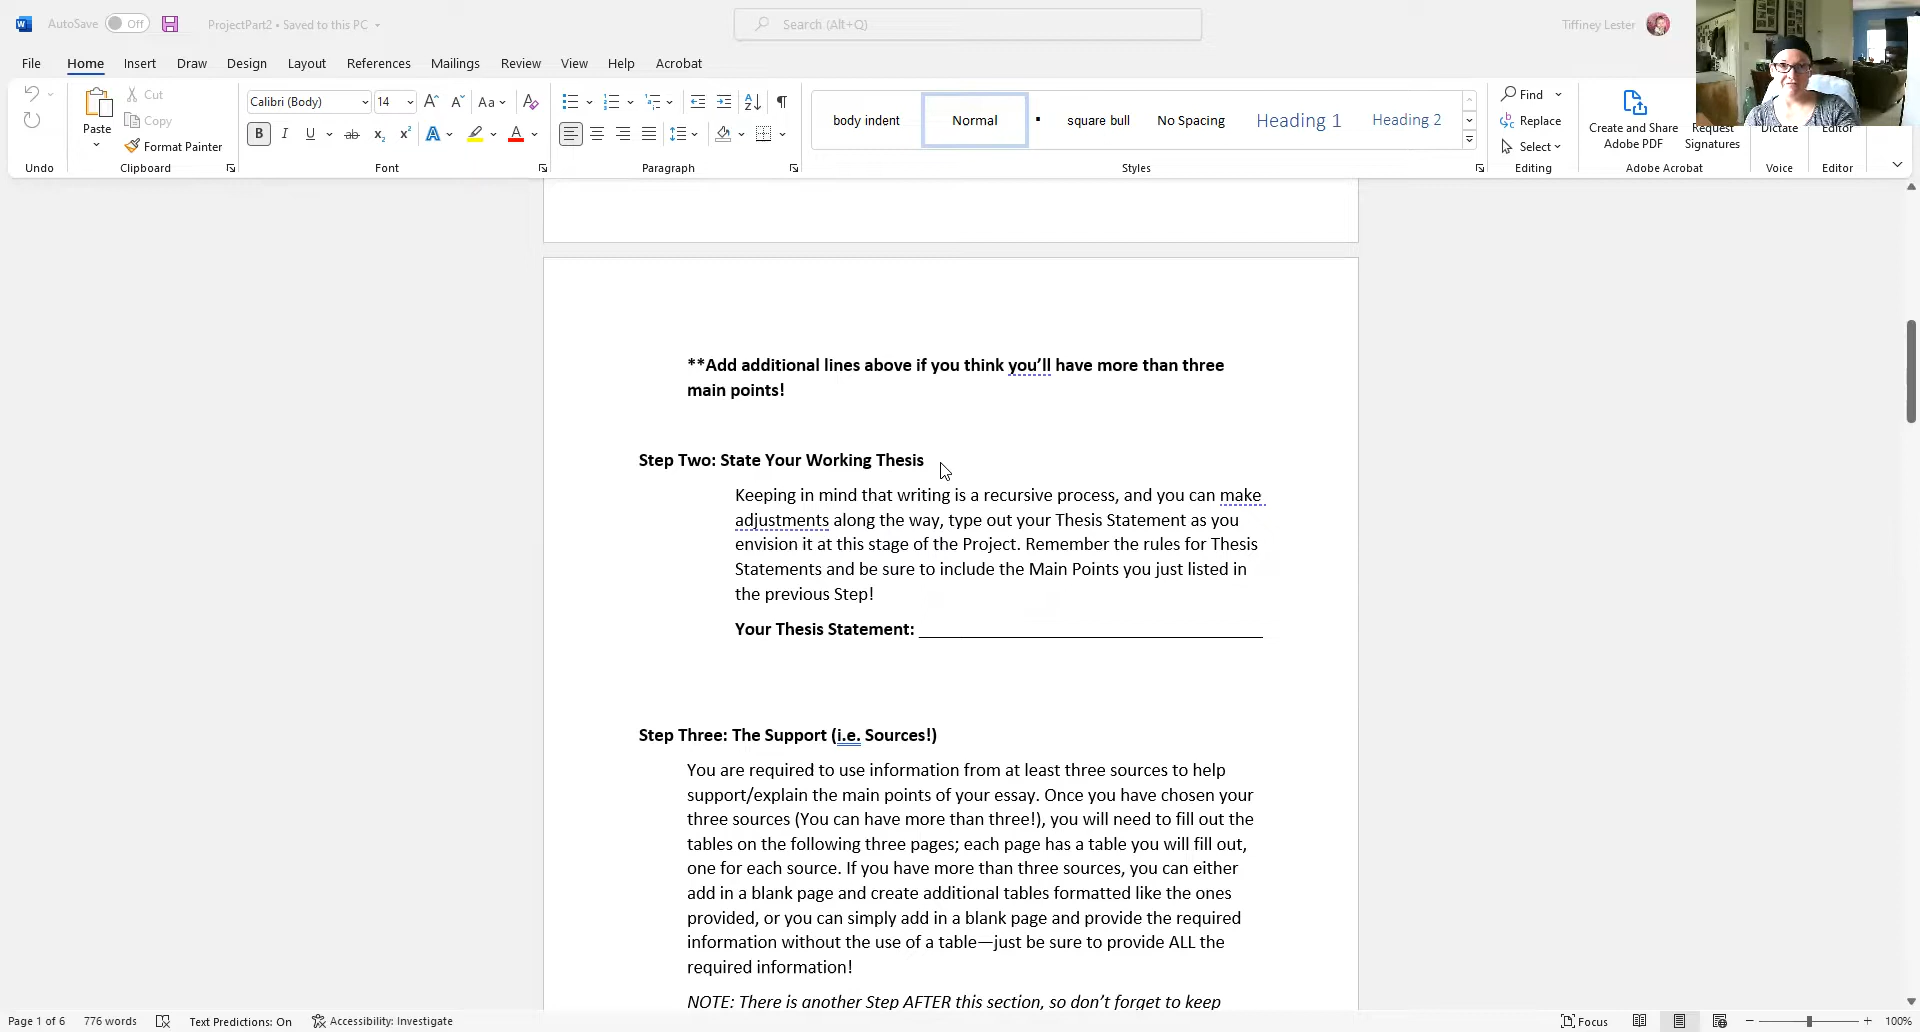 AutoSave Off ProjectPart2 • Saved to this PC Search (Alt+Q) Tiffiney Lester
File Home Insert Draw Design Layout References Mailings Review View Help Acrobat
Paste Cut Copy Format Painter
Calibri (Body) 14 Aa
B I U ab x₂ x² A A
body indent Normal square bull No Spacing Heading 1 Heading 2
Find Replace Select
Create and Share Adobe PDF Request Signatures Dictate Editor
Undo Clipboard Font Paragraph Styles Editing Adobe Acrobat Voice Editor
**Add additional lines above if you think you’ll have more than three
main points!
Step Two: State Your Working Thesis
Keeping in mind that writing is a recursive process, and you can make
adjustments along the way, type out your Thesis Statement as you
envision it at this stage of the Project. Remember the rules for Thesis
Statements and be sure to include the Main Points you just listed in
the previous Step!
Your Thesis Statement: ____________________________________
Step Three: The Support (i.e. Sources!)
You are required to use information from at least three sources to help
support/explain the main points of your essay. Once you have chosen your
three sources (You can have more than three!), you will need to fill out the
tables on the following three pages; each page has a table you will fill out,
one for each source. If you have more than three sources, you can either
add in a blank page and create additional tables formatted like the ones
provided, or you can simply add in a blank page and provide the required
information without the use of a table—just be sure to provide ALL the
required information!
NOTE: There is another Step AFTER this section, so don’t forget to keep
Page 1 of 6 776 words Text Predictions: On Accessibility: Investigate Focus 100%